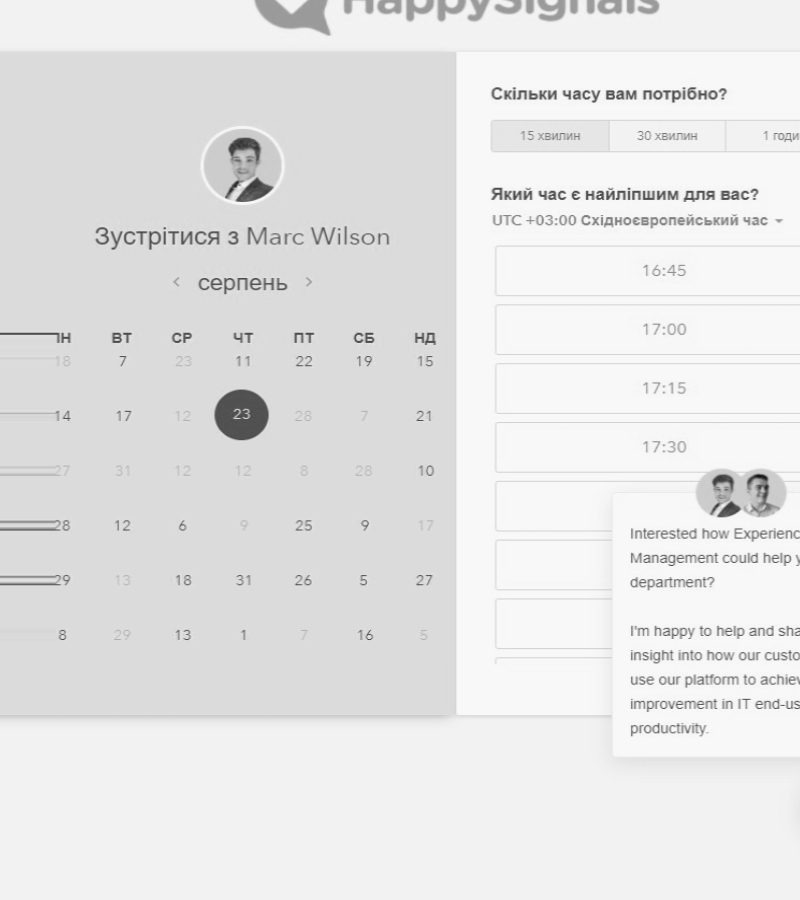 HappySignals
Зустрітися з Marc Wilson
серпень
ВТ СР ЧТ ПТ СБ НД
18 7 23 11 22 19 15
14 17 12 23 28 7 21
27 31 12 12 8 28 10
28 12 6 9 25 9 17
29 13 18 31 26 5 27
8 29 13 1 7 16 5
Скільки часу вам потрібно?
15 хвилин 30 хвилин 1 годи
Який час є найліпшим для вас?
UTC +03:00 Східноєвропейський час
16:45
17:00
17:15
17:30
Interested how Experienc
Management could help y
department?
I'm happy to help and sha
insight into how our custo
use our platform to achiev
improvement in IT end-us
productivity.